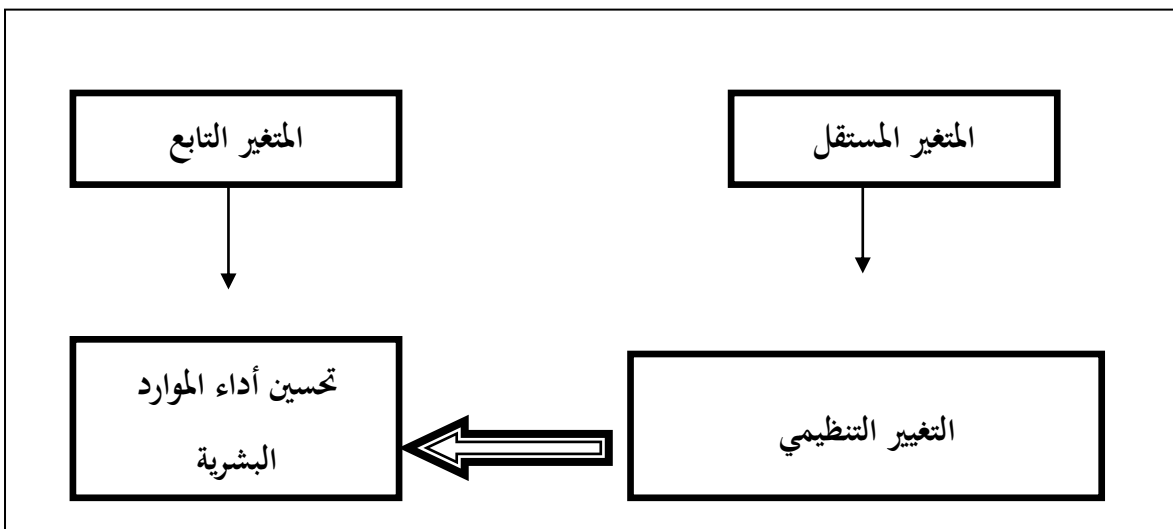 المتغير المستقل
المتغير التابع
التغيير التنظيمي
تحسين أداء الموارد
البشرية